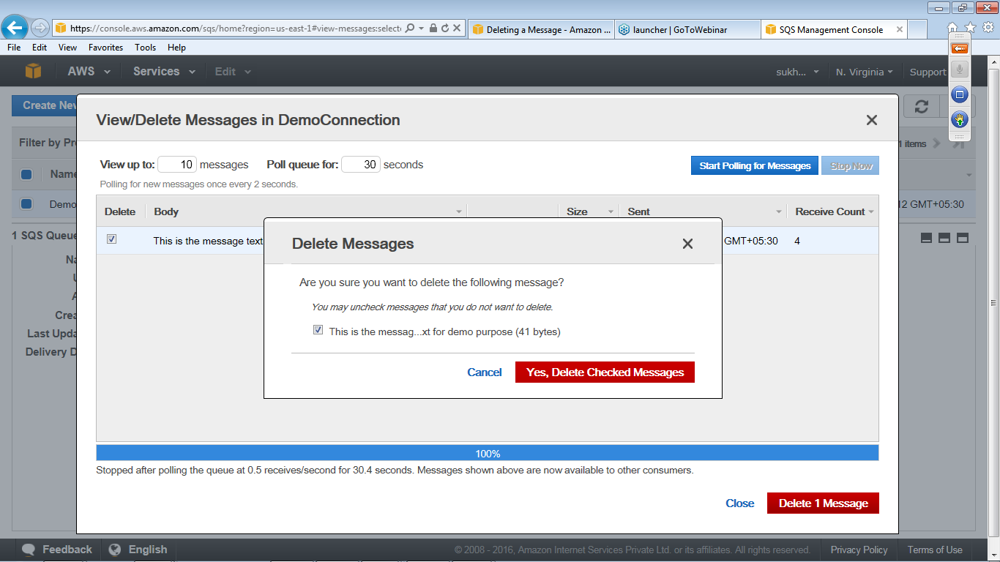 https://console.aws.amazon.com/sqs/home?region=us-east-1#view-messages:selecte
Deleting a Message - Amazon ...
launcher | GoToWebinar
SQS Management Console
File Edit View Favorites Tools Help
AWS Services Edit sukh... N. Virginia Support
Create New
View/Delete Messages in DemoConnection
Filter by Pr
1 items
View up to: 10 messages Poll queue for: 30 seconds
Start Polling for Messages Stop Now
Name
Polling for new messages once every 2 seconds.
Demo
12 GMT+05:30
Delete Body Size Sent Receive Count
1 SQS Queue
This is the message text
GMT+05:30 4
Delete Messages
Are you sure you want to delete the following message?
You may uncheck messages that you do not want to delete.
This is the messag...xt for demo purpose (41 bytes)
Cancel Yes, Delete Checked Messages
Na
U
A
Crea
Last Upda
Delivery D
100%
Stopped after polling the queue at 0.5 receives/second for 30.4 seconds. Messages shown above are now available to other consumers.
Close Delete 1 Message
Feedback English © 2008 - 2016, Amazon Internet Services Private Ltd. or its affiliates. All rights reserved. Privacy Policy Terms of Use